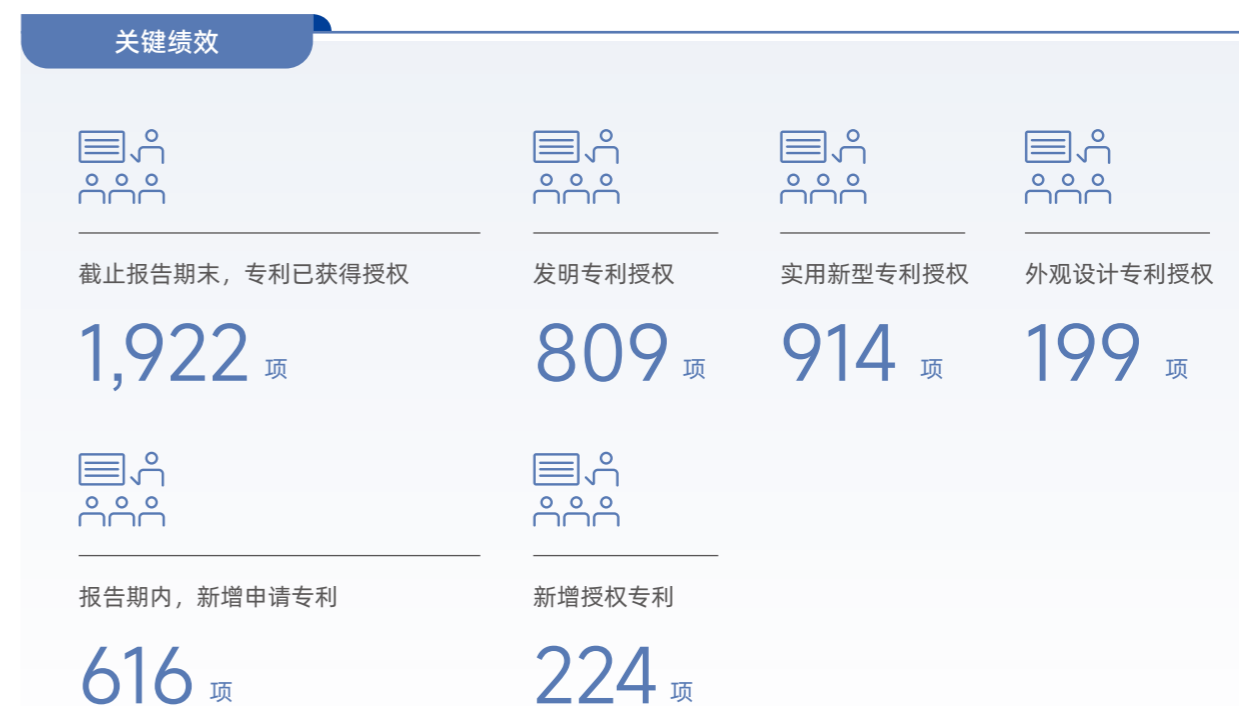 关键绩效
截止报告期末，专利已获得授权
1,922 项
发明专利授权
809 项
实用新型专利授权
914 项
外观设计专利授权
199 项
报告期内，新增申请专利
616 项
新增授权专利
224 项